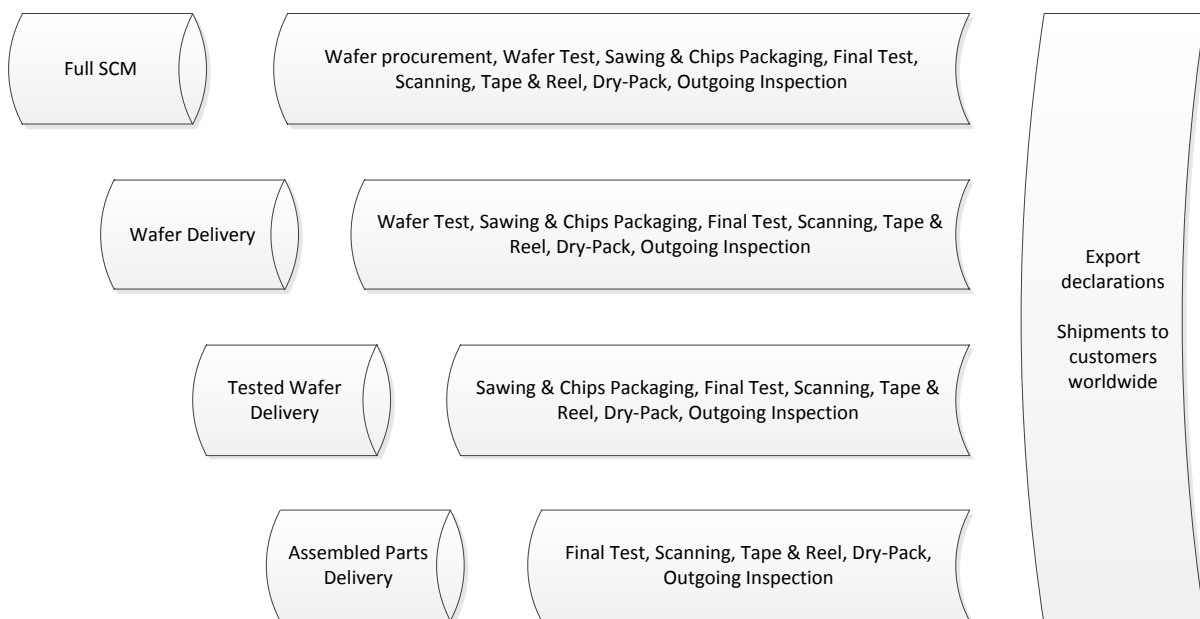 Full SCM
Wafer procurement, Wafer Test, Sawing & Chips Packaging, Final Test,
Scanning, Tape & Reel, Dry-Pack, Outgoing Inspection
Wafer Delivery
Wafer Test, Sawing & Chips Packaging, Final Test, Scanning, Tape &
Reel, Dry-Pack, Outgoing Inspection
Tested Wafer
Delivery
Sawing & Chips Packaging, Final Test, Scanning, Tape &
Reel, Dry-Pack, Outgoing Inspection
Assembled Parts
Delivery
Final Test, Scanning, Tape & Reel, Dry-Pack,
Outgoing Inspection
Export
declarations
Shipments to
customers
worldwide